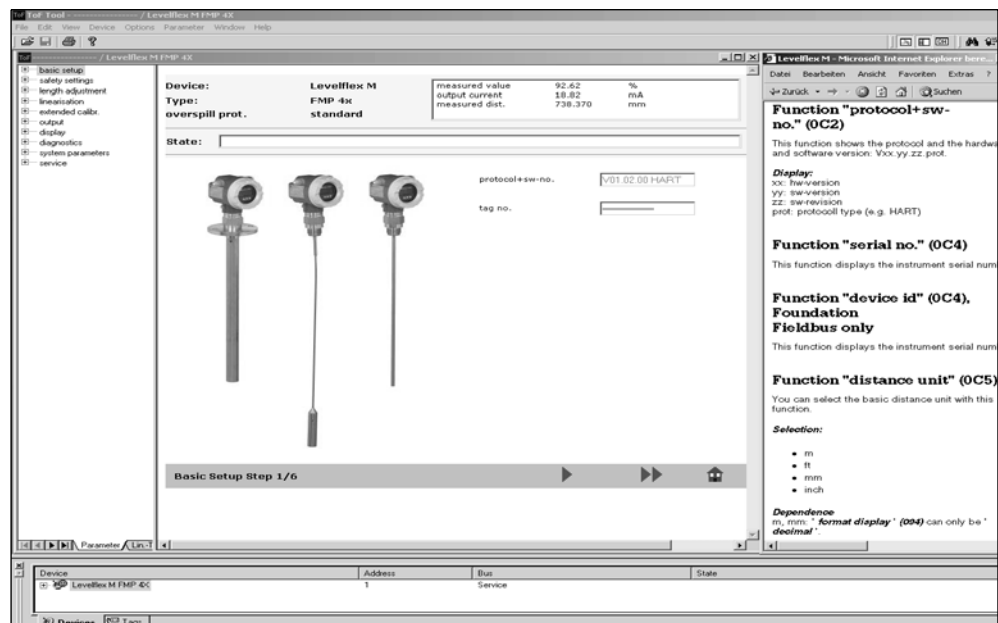 ToF Tool - ---------------- / Levelflex M FMP 4X
File Edit View Device Options Parameter Window Help
---------------- / Levelflex M FMP 4X
basic setup
safety settings
length adjustment
linearisation
extended calibr.
output
display
diagnostics
system parameters
service
Parameter Lin.-T
Device: Levelflex M
Type: FMP 4x
overspill prot. standard
measured value 92.62 %
output current 18.82 mA
measured dist. 738.370 mm
State:
protocol+sw-no. V01.02.00 HART
tag no. ----------------
Basic Setup Step 1/6
Levelflex M - Microsoft Internet Explorer bere...
Datei Bearbeiten Ansicht Favoriten Extras ?
Zurück Suchen
Function "protocol+sw-
no." (0C2)
This function shows the protocol and the hardwa
and software version: Vxx.yy.zz.prot.
Display:
xx: hw-version
yy: sw-version
zz: sw-revision
prot: protocoll type (e.g. HART)
Function "serial no." (0C4)
This function displays the instrument serial num
Function "device id" (0C4),
Foundation
Fieldbus only
This function displays the instrument serial num
Function "distance unit" (0C5)
You can select the basic distance unit with this
function.
Selection:
• m
• ft
• mm
• inch
Dependence
m, mm: ' format display ' (094) can only be '
decimal '.
Device Address Bus State
Levelflex M FMP 4X 1 Service
Devices Tags